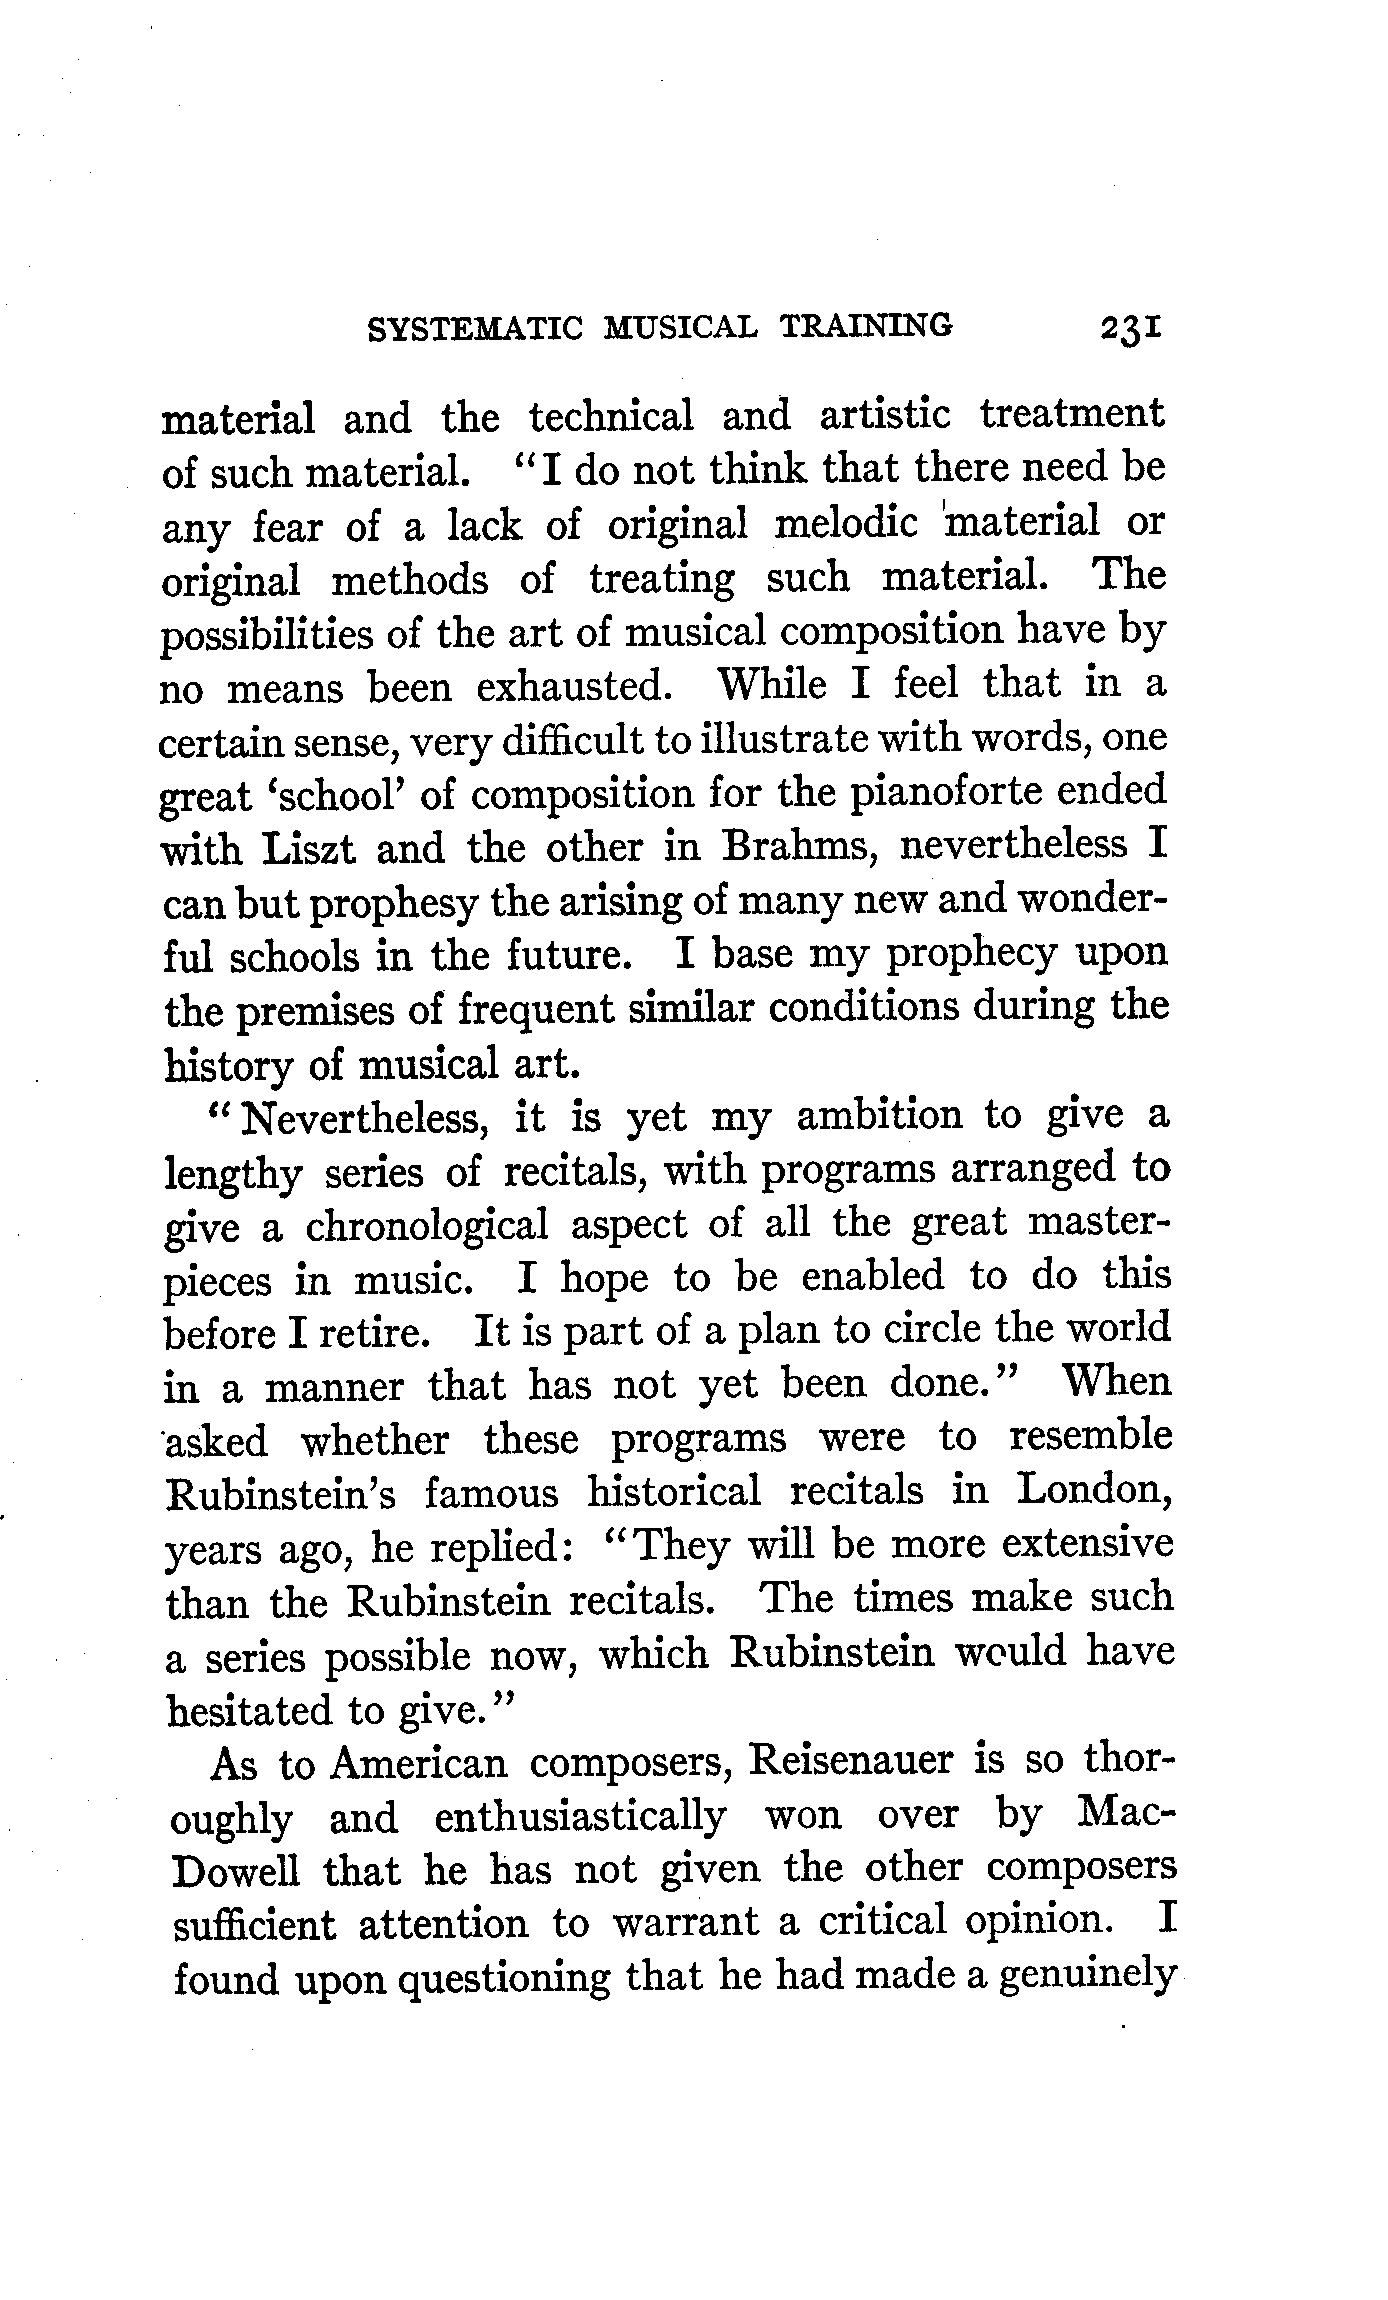 SYSTEMATIC MUSICAL TRAINING 231
material and the technical and artistic treatment
of such material. "I do not think that there need be
any fear of a lack of original melodic material or
original methods of treating such material. The
possibilities of the art of musical composition have by
no means been exhausted. While I feel that in a
certain sense, very difficult to illustrate with words, one
great 'school' of composition for the pianoforte ended
with Liszt and the other in Brahms, nevertheless I
can but prophesy the arising of many new and wonder-
ful schools in the future. I base my prophecy upon
the premises of frequent similar conditions during the
history of musical art.
"Nevertheless, it is yet my ambition to give a
lengthy series of recitals, with programs arranged to
give a chronological aspect of all the great master-
pieces in music. I hope to be enabled to do this
before I retire. It is part of a plan to circle the world
in a manner that has not yet been done." When
asked whether these programs were to resemble
Rubinstein's famous historical recitals in London,
years ago, he replied: "They will be more extensive
than the Rubinstein recitals. The times make such
a series possible now, which Rubinstein would have
hesitated to give."
As to American composers, Reisenauer is so thor-
oughly and enthusiastically won over by Mac-
Dowell that he has not given the other composers
sufficient attention to warrant a critical opinion. I
found upon questioning that he had made a genuinely